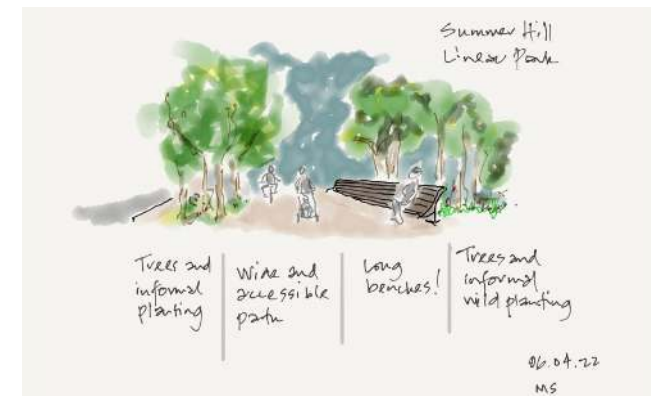 Summer Hill
Linear Park
Trees and
informal
planting
Wide and
accessible
path
Long
benches!
Trees and
informal
wild planting
06.04.22
MS